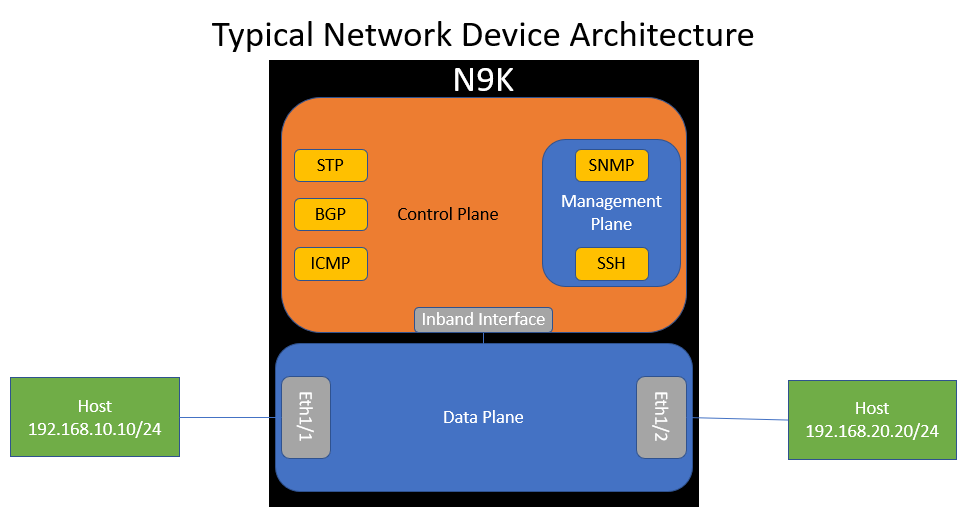 Typical Network Device Architecture
N9K
STP
BGP
ICMP
Control Plane
SNMP
Management
Plane
SSH
Inband Interface
Host
192.168.10.10/24
Eth1/1
Data Plane
Eth1/2
Host
192.168.20.20/24